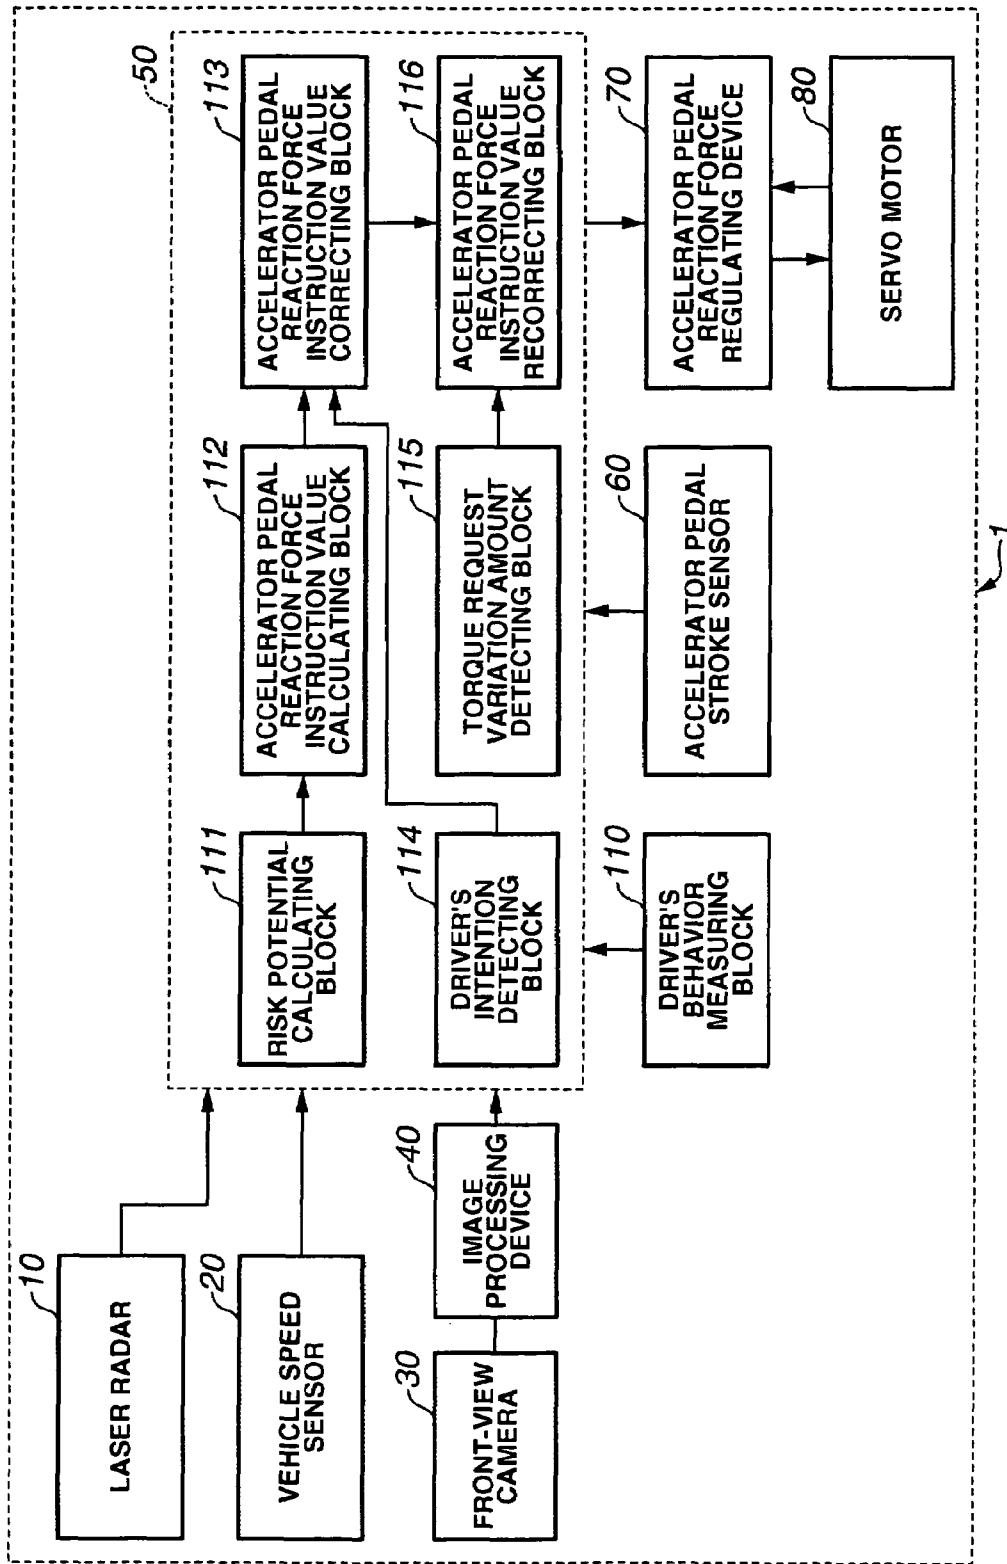 10
LASER RADAR
20
VEHICLE SPEED
SENSOR
30
FRONT-VIEW
CAMERA
40
IMAGE
PROCESSING
DEVICE
50
111
RISK POTENTIAL
CALCULATING
BLOCK
112
ACCELERATOR PEDAL
REACTION FORCE
INSTRUCTION VALUE
CALCULATING BLOCK
113
ACCELERATOR PEDAL
REACTION FORCE
INSTRUCTION VALUE
CORRECTING BLOCK
114
DRIVER'S
INTENTION
DETECTING
BLOCK
115
TORQUE REQUEST
VARIATION AMOUNT
DETECTING BLOCK
116
ACCELERATOR PEDAL
REACTION FORCE
INSTRUCTION VALUE
RECORRECTING BLOCK
110
DRIVER'S
BEHAVIOR
MEASURING
BLOCK
60
ACCELERATOR PEDAL
STROKE SENSOR
70
ACCELERATOR PEDAL
REACTION FORCE
REGULATING DEVICE
80
SERVO MOTOR
1